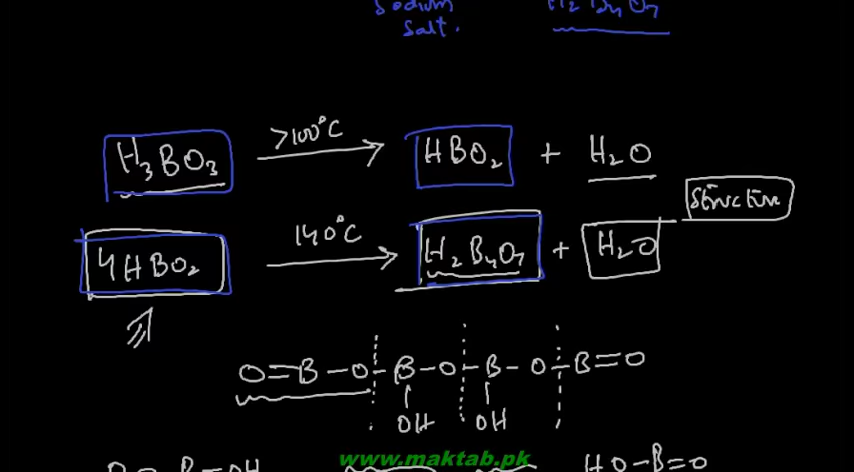 Sodium H₂B₄O₇
Salt.
H₃BO₃ >100°C → HBO₂ + H₂O
Structure
4HBO₂ 140°C → H₂B₄O₇ + H₂O
O=B-O-B-O-B-O-B=O
OH OH
www.maktab.pk
HO-B=O